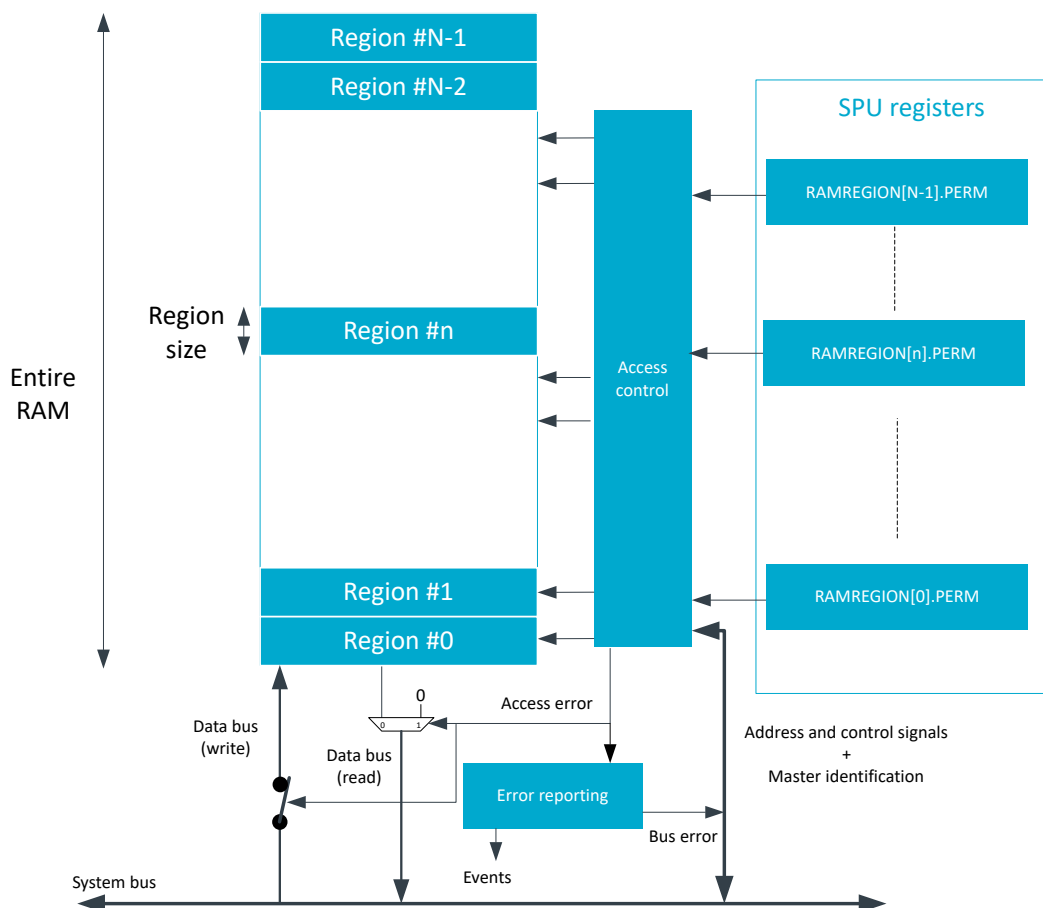 Region #N-1
Region #N-2
SPU registers
RAMREGION[N-1].PERM
Region
size
Region #n
RAMREGION[n].PERM
Entire
RAM
Access
control
Region #1
RAMREGION[0].PERM
Region #0
0
Access error
0 1
Data bus
(write)
Data bus
(read)
Address and control signals
+
Master identification
Error reporting
Bus error
Events
System bus